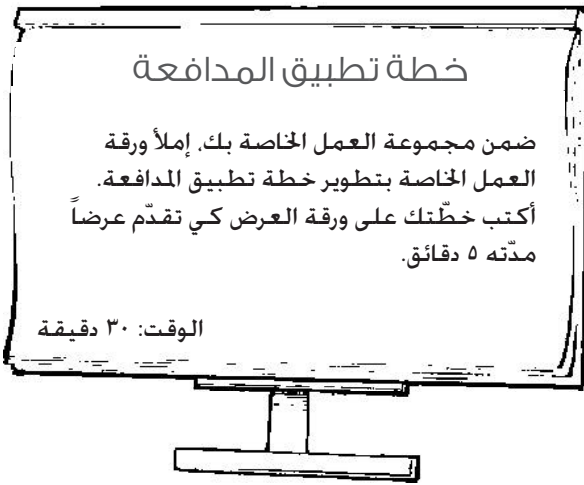 خطة تطبيق المدافعة
ضمن مجموعة العمل الخاصة بك، إملأ ورقة
العمل الخاصة بتطوير خطة تطبيق المدافعة.
أكتب خطّتك على ورقة العرض كي تقدّم عرضاً
مدّته ٥ دقائق.
الوقت: ٣٠ دقيقة